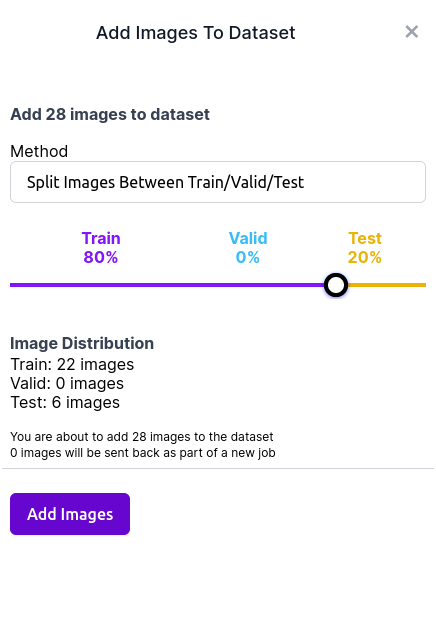 Add Images To Dataset
Add 28 images to dataset
Method
Split Images Between Train/Valid/Test
Train Valid Test
80% 0% 20%
Image Distribution
Train: 22 images
Valid: 0 images
Test: 6 images
You are about to add 28 images to the dataset
0 images will be sent back as part of a new job
Add Images